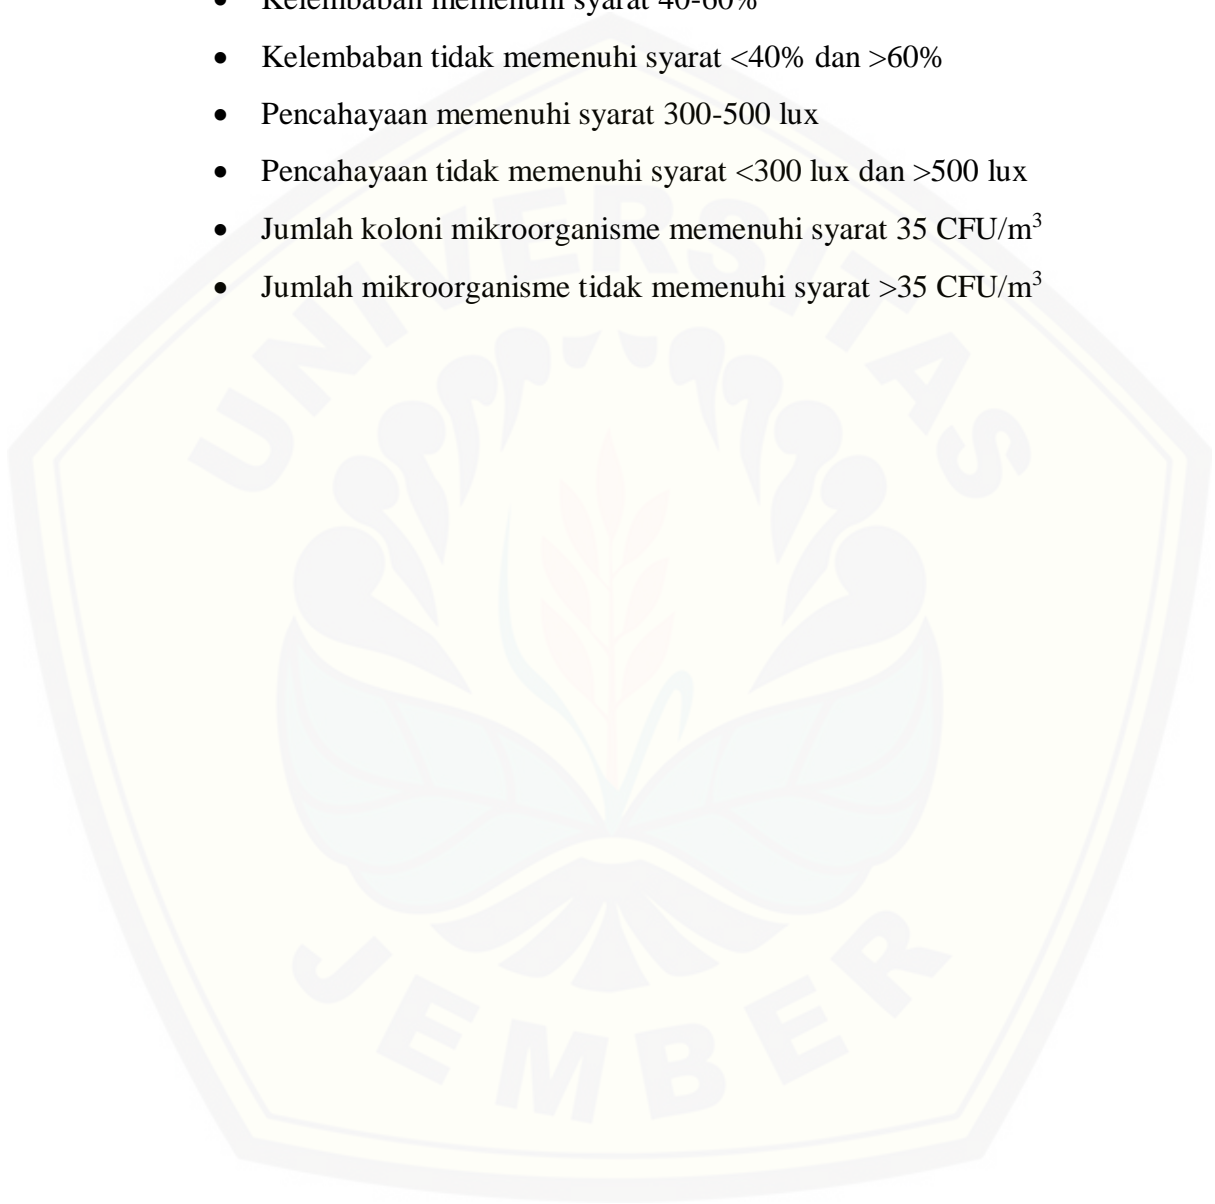 • Kelembaban memenuhi syarat 40-60%
• Kelembaban tidak memenuhi syarat <40% dan >60%
• Pencahayaan memenuhi syarat 300-500 lux
• Pencahayaan tidak memenuhi syarat <300 lux dan >500 lux
• Jumlah koloni mikroorganisme memenuhi syarat 35 CFU/m³
• Jumlah mikroorganisme tidak memenuhi syarat >35 CFU/m³
UNIVERSITAS
JEMBER